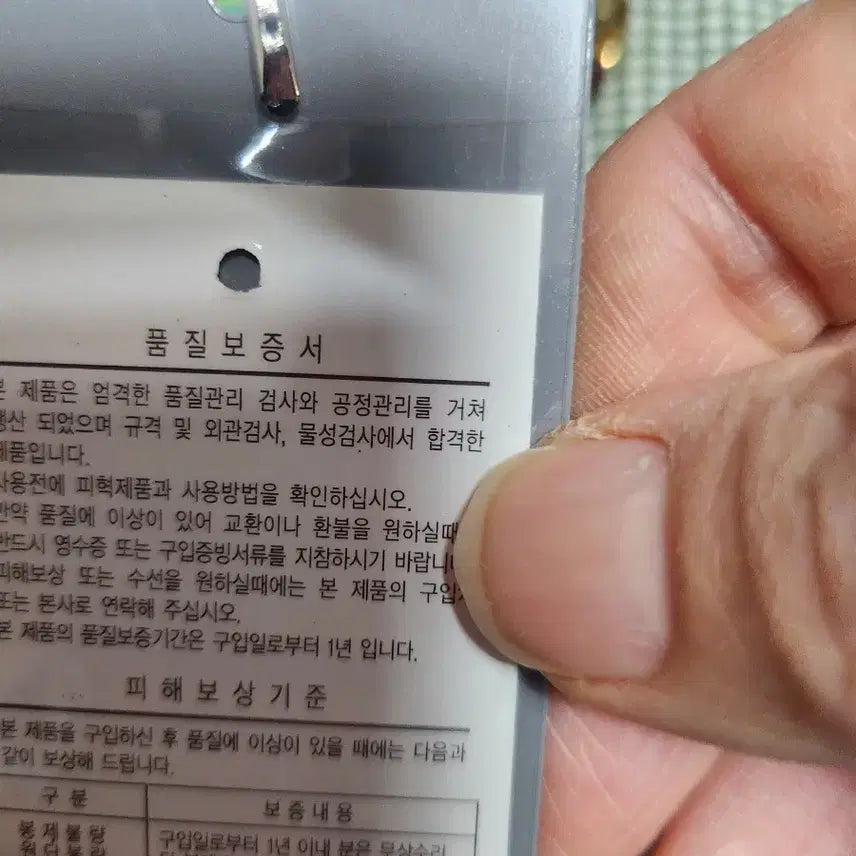 품질보증서
본 제품은 엄격한 품질관리 검사와 공정관리를 거쳐
생산 되었으며 규격 및 외관검사, 물성검사에서 합격한
제품입니다.
사용전에 피혁제품과 사용방법을 확인하십시오.
만약 품질에 이상이 있어 교환이나 환불을 원하실때
반드시 영수증 또는 구입증빙서류를 지참하시기
피해보상 또는 수선을 원하실때에는 본 제품의
또는 본사로 연락해 주십시오.
본 제품의 품질보증기간은 구입일로부터 1년 입니다.
피해보상기준
본 제품을 구입하신 후 품질에 이상이 있을 때에는 다음과
같이 보상해 드립니다.
구분 보증내용
봉제불량 구입일로부터 1년 이내 분은 무상수리
원단불량